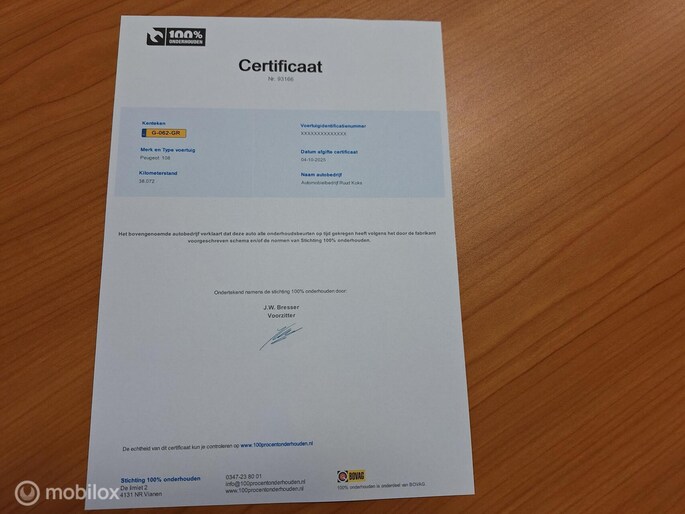 100%
ONDERHOUDEN
Certificaat
Nr. 93166
Kenteken
G-062-GR
Merk en Type voertuig
Peugeot 108
Kilometerstand
38.072
Voertuigidentificatienummer
XXXXXXXXXXXXX
Datum afgifte certificaat
04-10-2025
Naam autobedrijf
Automobielbedrijf Ruud
Het bovengenoemde autobedrijf verklaart dat deze auto alle onderhoudsbeurten op tijd gekregen heeft volgens het door de fabrikant
voorgeschreven schema en/of de normen van Stichting 100% onderhouden.
Ondertekend namens de stichting 100% onderhouden door:
J.W. Bresser
Voorzitter
De echtheid van dit certificaat kun je controleren op www.100procentonderhouden.nl
Stichting 100% onderhouden
De limiet 2
4131 NR Vianen
0347-23 80 01
info@100procentonderhouden.nl
www.100procentonderhouden.nl
BOVAG
100% onderhouden is onderdeel van BOVAG
mobilox